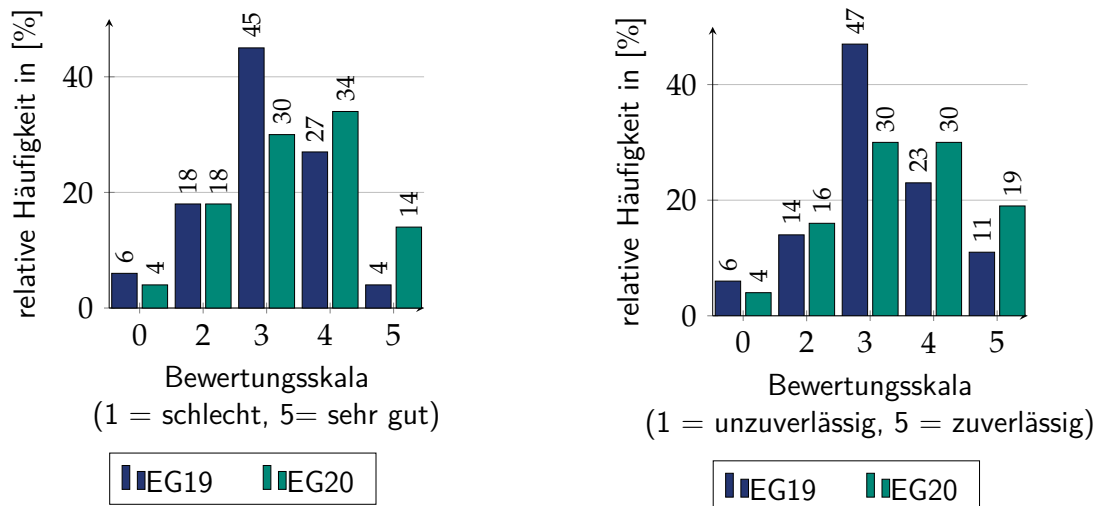 relative Häufigkeit in [%]
40
20
0
6
4
18
18
45
30
27
34
4
14
0 2 3 4 5
Bewertungsskala
(1 = schlecht, 5= sehr gut)
EG19 EG20
relative Häufigkeit in [%]
40
20
0
6
4
14
16
47
30
23
30
11
19
0 2 3 4 5
Bewertungsskala
(1 = unzuverlässig, 5 = zuverlässig)
EG19 EG20